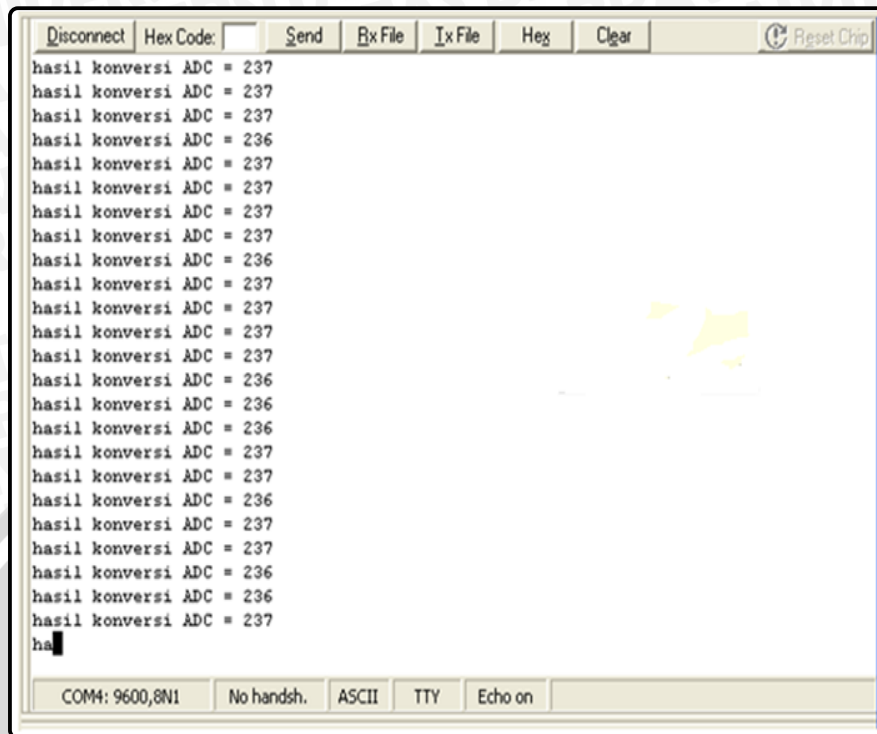 Disconnect Hex Code: Send Rx File Tx File Hex Clear Reset Chip
hasil konversi ADC = 237
hasil konversi ADC = 237
hasil konversi ADC = 237
hasil konversi ADC = 236
hasil konversi ADC = 237
hasil konversi ADC = 237
hasil konversi ADC = 237
hasil konversi ADC = 237
hasil konversi ADC = 236
hasil konversi ADC = 237
hasil konversi ADC = 237
hasil konversi ADC = 237
hasil konversi ADC = 237
hasil konversi ADC = 236
hasil konversi ADC = 236
hasil konversi ADC = 236
hasil konversi ADC = 237
hasil konversi ADC = 237
hasil konversi ADC = 236
hasil konversi ADC = 237
hasil konversi ADC = 237
hasil konversi ADC = 236
hasil konversi ADC = 236
hasil konversi ADC = 237
ha
COM4: 9600,8N1 No handsh. ASCII TTY Echo on